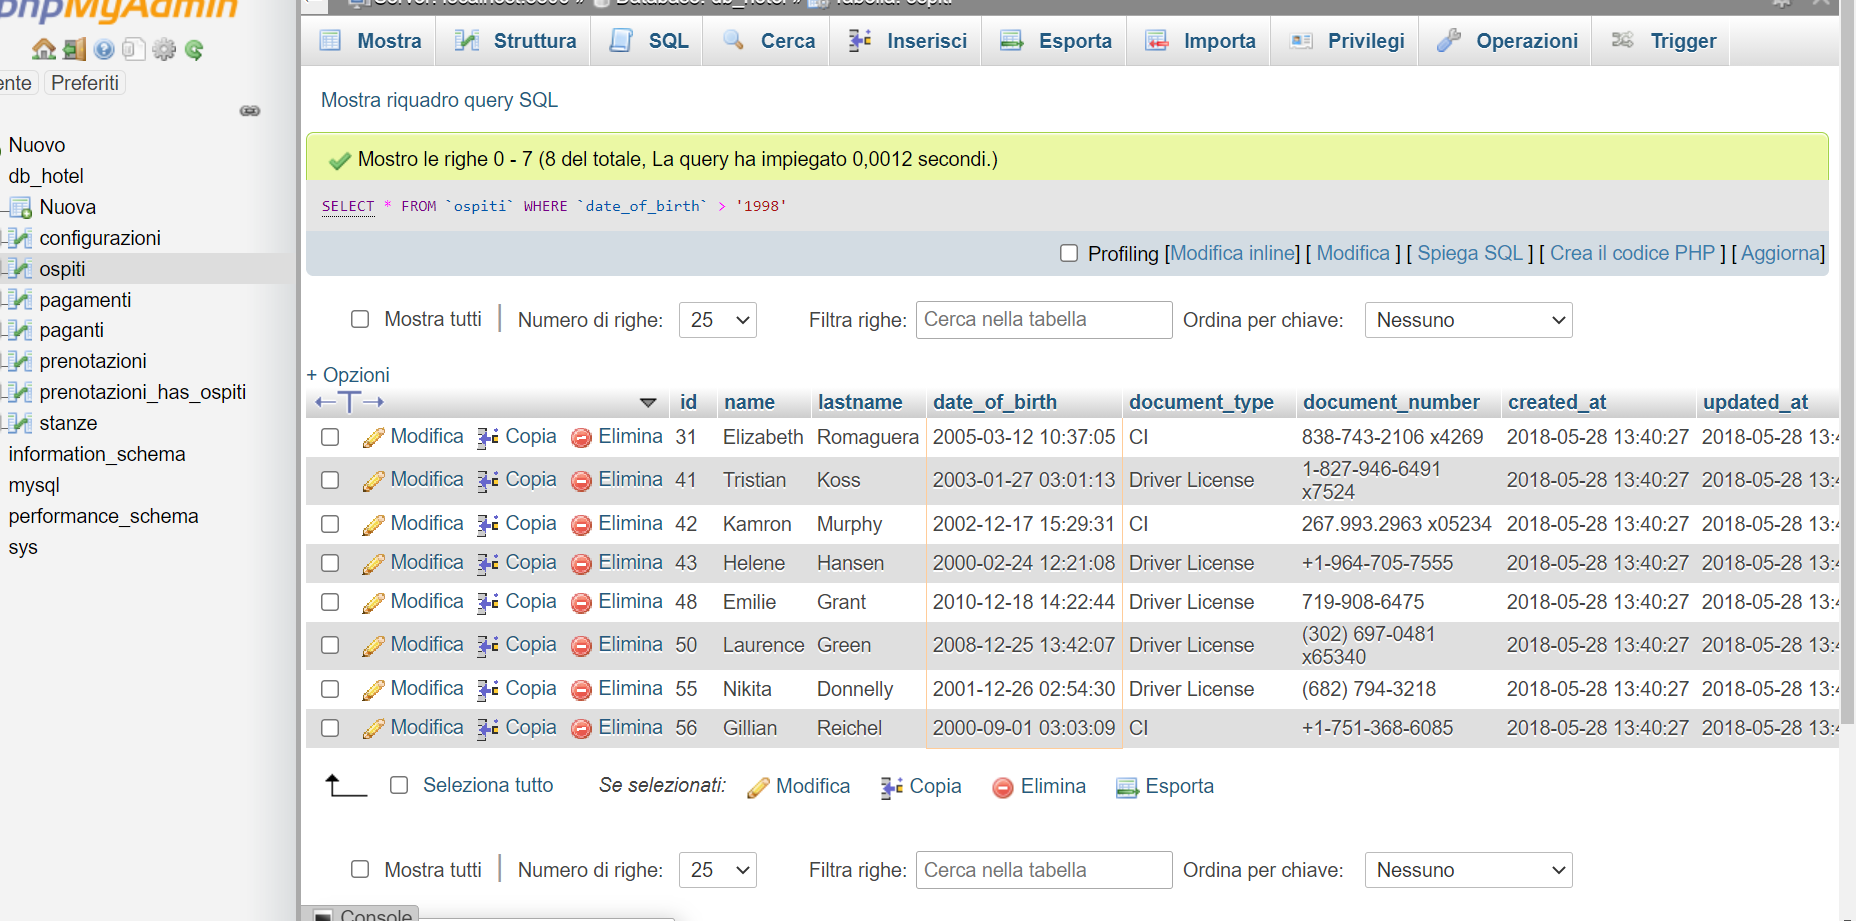 phpMyAdmin
ente Preferiti
Nuovo
db_hotel
Nuova
configurazioni
ospiti
pagamenti
paganti
prenotazioni
prenotazioni_has_ospiti
stanze
information_schema
mysql
performance_schema
sys
Mostra Struttura SQL Cerca Inserisci Esporta Importa Privilegi Operazioni Trigger
Mostra riquadro query SQL
Mostro le righe 0 - 7 (8 del totale, La query ha impiegato 0,0012 secondi.)
SELECT * FROM `ospiti` WHERE `date_of_birth` > '1998'
Profiling [Modifica inline] [ Modifica ] [ Spiega SQL ] [ Crea il codice PHP ] [ Aggiorna]
Mostra tutti | Numero di righe: 25 Filtra righe: Cerca nella tabella Ordina per chiave: Nessuno
+ Opzioni
←T→ id name lastname date_of_birth document_type document_number created_at updated_at
Modifica Copia Elimina 31 Elizabeth Romaguera 2005-03-12 10:37:05 CI 838-743-2106 x4269 2018-05-28 13:40:27 2018-05-28 13:4
Modifica Copia Elimina 41 Tristian Koss 2003-01-27 03:01:13 Driver License 1-827-946-6491 x7524 2018-05-28 13:40:27 2018-05-28 13:4
Modifica Copia Elimina 42 Kamron Murphy 2002-12-17 15:29:31 CI 267.993.2963 x05234 2018-05-28 13:40:27 2018-05-28 13:4
Modifica Copia Elimina 43 Helene Hansen 2000-02-24 12:21:08 Driver License +1-964-705-7555 2018-05-28 13:40:27 2018-05-28 13:4
Modifica Copia Elimina 48 Emilie Grant 2010-12-18 14:22:44 Driver License 719-908-6475 2018-05-28 13:40:27 2018-05-28 13:4
Modifica Copia Elimina 50 Laurence Green 2008-12-25 13:42:07 Driver License (302) 697-0481 x65340 2018-05-28 13:40:27 2018-05-28 13:4
Modifica Copia Elimina 55 Nikita Donnelly 2001-12-26 02:54:30 Driver License (682) 794-3218 2018-05-28 13:40:27 2018-05-28 13:4
Modifica Copia Elimina 56 Gillian Reichel 2000-09-01 03:03:09 CI +1-751-368-6085 2018-05-28 13:40:27 2018-05-28 13:4
Seleziona tutto Se selezionati: Modifica Copia Elimina Esporta
Mostra tutti | Numero di righe: 25 Filtra righe: Cerca nella tabella Ordina per chiave: Nessuno
Console